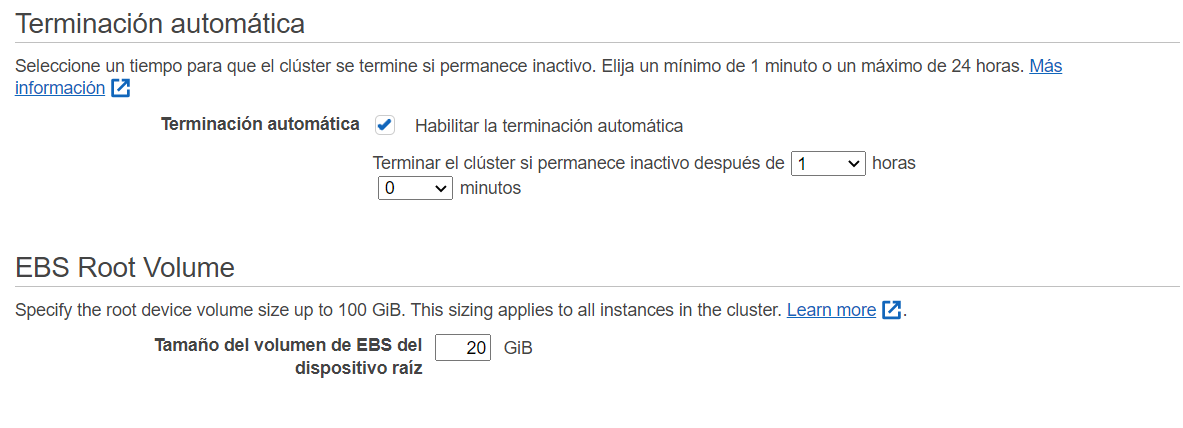 Terminación automática
Seleccione un tiempo para que el clúster se termine si permanece inactivo. Elija un mínimo de 1 minuto o un máximo de 24 horas. Más
información
Terminación automática Habilitar la terminación automática
Terminar el clúster si permanece inactivo después de 1 horas
0 minutos
EBS Root Volume
Specify the root device volume size up to 100 GiB. This sizing applies to all instances in the cluster. Learn more .
Tamaño del volumen de EBS del 20 GiB
dispositivo raíz